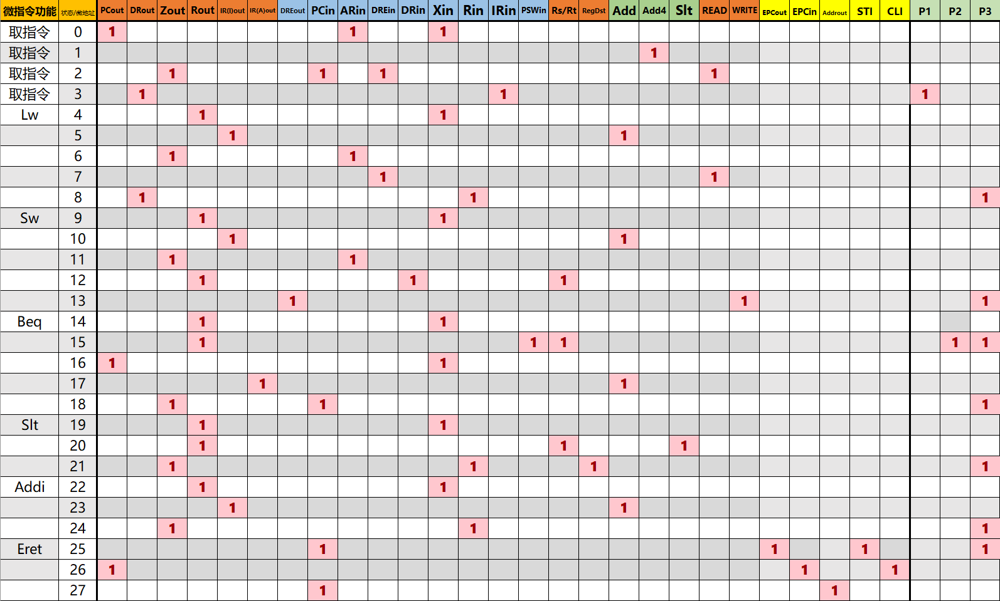 微指令功能 状态/微地址 PCout DRout Zout Rout IR(I)out IR(A)out DREout PCin ARin DREin DRin Xin Rin IRin PSWin Rs/Rt RegDst Add Add4 Slt READ WRITE EPCout EPCin Addrout STI CLI P1 P2 P3
取指令 0 1 1 1
取指令 1 1
取指令 2 1 1 1 1
取指令 3 1 1 1
Lw 4 1 1
5 1 1
6 1 1
7 1 1
8 1 1 1
Sw 9 1 1
10 1 1
11 1 1
12 1 1 1
13 1 1 1
Beq 14 1 1
15 1 1 1 1 1
16 1 1
17 1 1
18 1 1 1
Slt 19 1 1
20 1 1 1
21 1 1 1 1
Addi 22 1 1
23 1 1
24 1 1 1
Eret 25 1 1 1 1
26 1 1 1
27 1 1